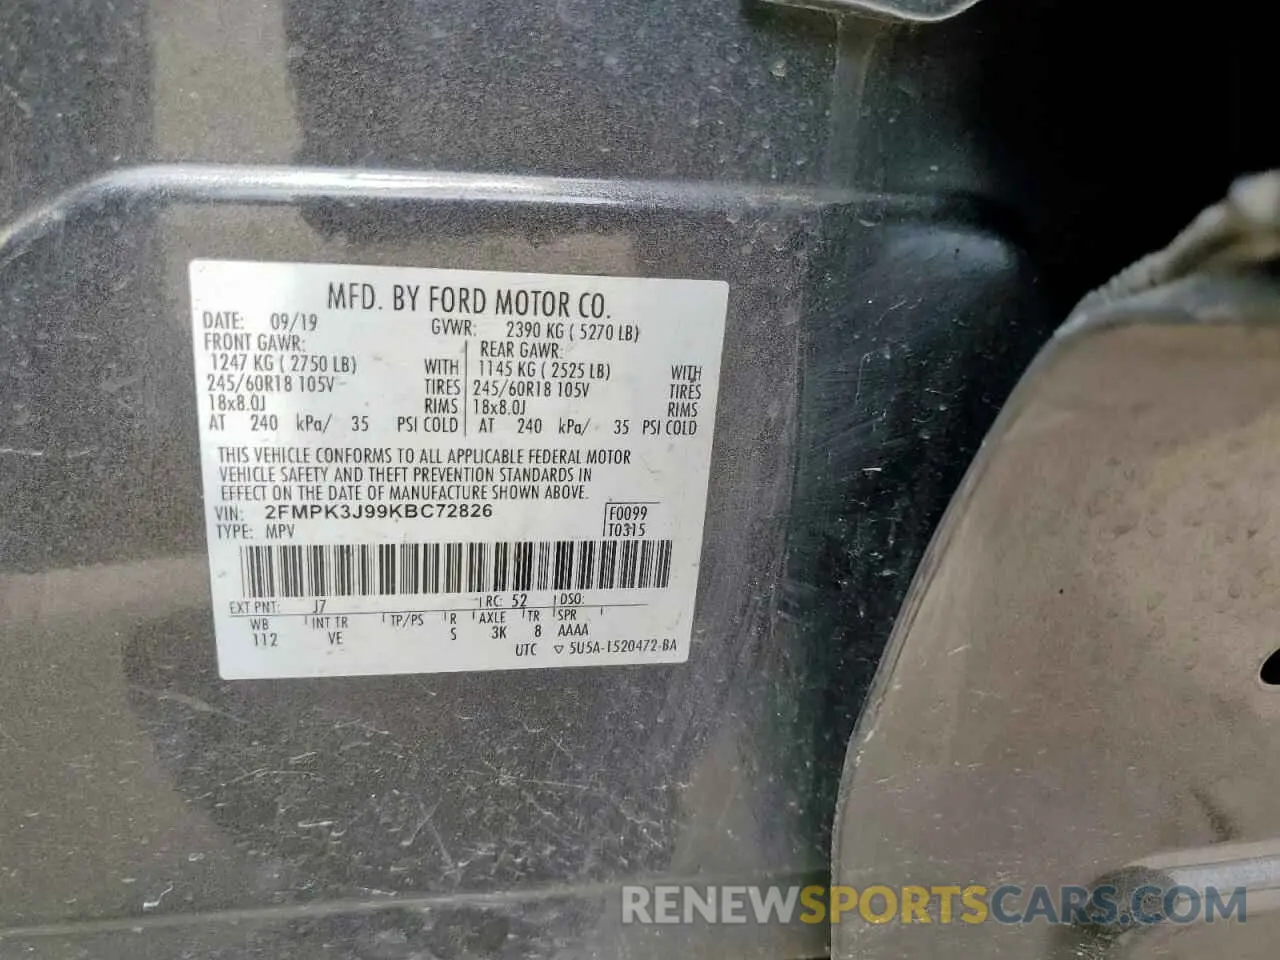 MFD. BY FORD MOTOR CO.
DATE: 09/19 GVWR: 2390 KG ( 5270 LB)
FRONT GAWR: REAR GAWR:
1247 KG ( 2750 LB) WITH 1145 KG ( 2525 LB) WITH
245/60R18 105V TIRES 245/60R18 105V TIRES
18x8.0J RIMS 18x8.0J RIMS
AT 240 kPa/ 35 PSI COLD AT 240 kPa/ 35 PSI COLD
THIS VEHICLE CONFORMS TO ALL APPLICABLE FEDERAL MOTOR
VEHICLE SAFETY AND THEFT PREVENTION STANDARDS IN
EFFECT ON THE DATE OF MANUFACTURE SHOWN ABOVE.
VIN: 2FMPK3J99KBC72826 F0099
TYPE: MPV T0315
EXT PNT: J7 RC: 52 DSO:
WB INT TR TP/PS R AXLE TR SPR
112 VE S 3K 8 AAAA
UTC ▽ 5U5A-1520472-BA
RENEWSPORTSCARS.COM